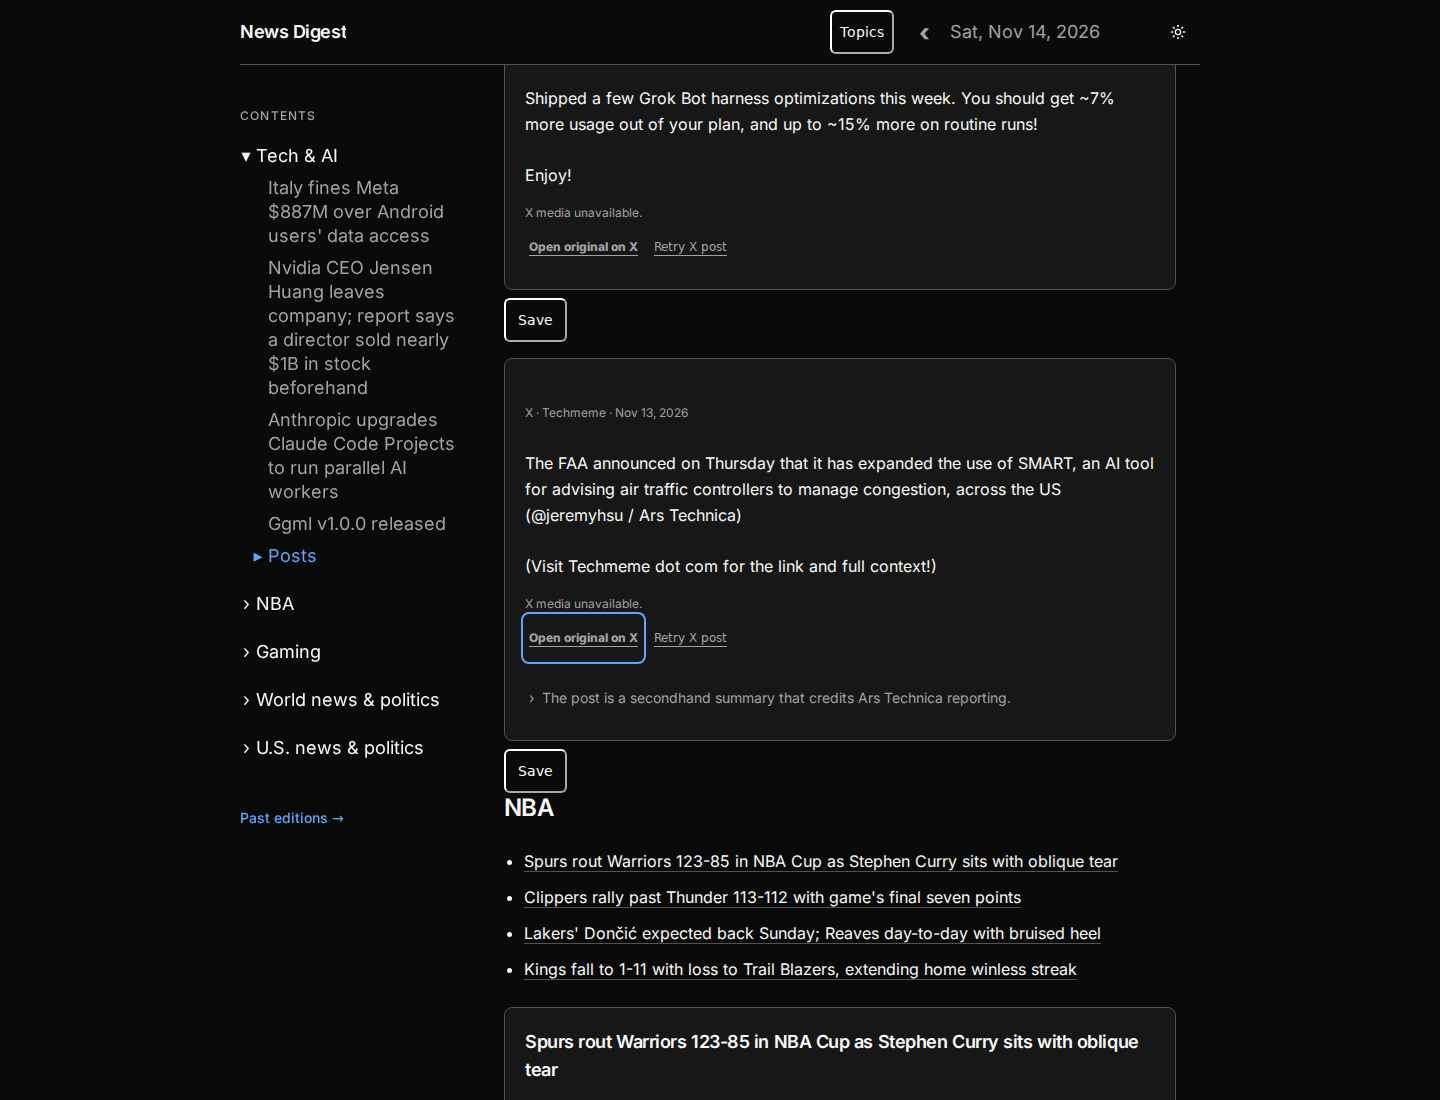 News Digest
Topics
‹
Sat, Nov 14, 2026
CONTENTS
▾ Tech & AI
Italy fines Meta
$887M over Android
users' data access
Nvidia CEO Jensen
Huang leaves
company; report says
a director sold nearly
$1B in stock
beforehand
Anthropic upgrades
Claude Code Projects
to run parallel AI
workers
Ggml v1.0.0 released
▸ Posts
› NBA
› Gaming
› World news & politics
› U.S. news & politics
Past editions →
Shipped a few Grok Bot harness optimizations this week. You should get ~7%
more usage out of your plan, and up to ~15% more on routine runs!
Enjoy!
X media unavailable.
Open original on X Retry X post
Save
X · Techmeme · Nov 13, 2026
The FAA announced on Thursday that it has expanded the use of SMART, an AI tool
for advising air traffic controllers to manage congestion, across the US
(@jeremyhsu / Ars Technica)
(Visit Techmeme dot com for the link and full context!)
X media unavailable.
Open original on X Retry X post
› The post is a secondhand summary that credits Ars Technica reporting.
Save
NBA
• Spurs rout Warriors 123-85 in NBA Cup as Stephen Curry sits with oblique tear
• Clippers rally past Thunder 113-112 with game's final seven points
• Lakers' Dončić expected back Sunday; Reaves day-to-day with bruised heel
• Kings fall to 1-11 with loss to Trail Blazers, extending home winless streak
Spurs rout Warriors 123-85 in NBA Cup as Stephen Curry sits with oblique
tear